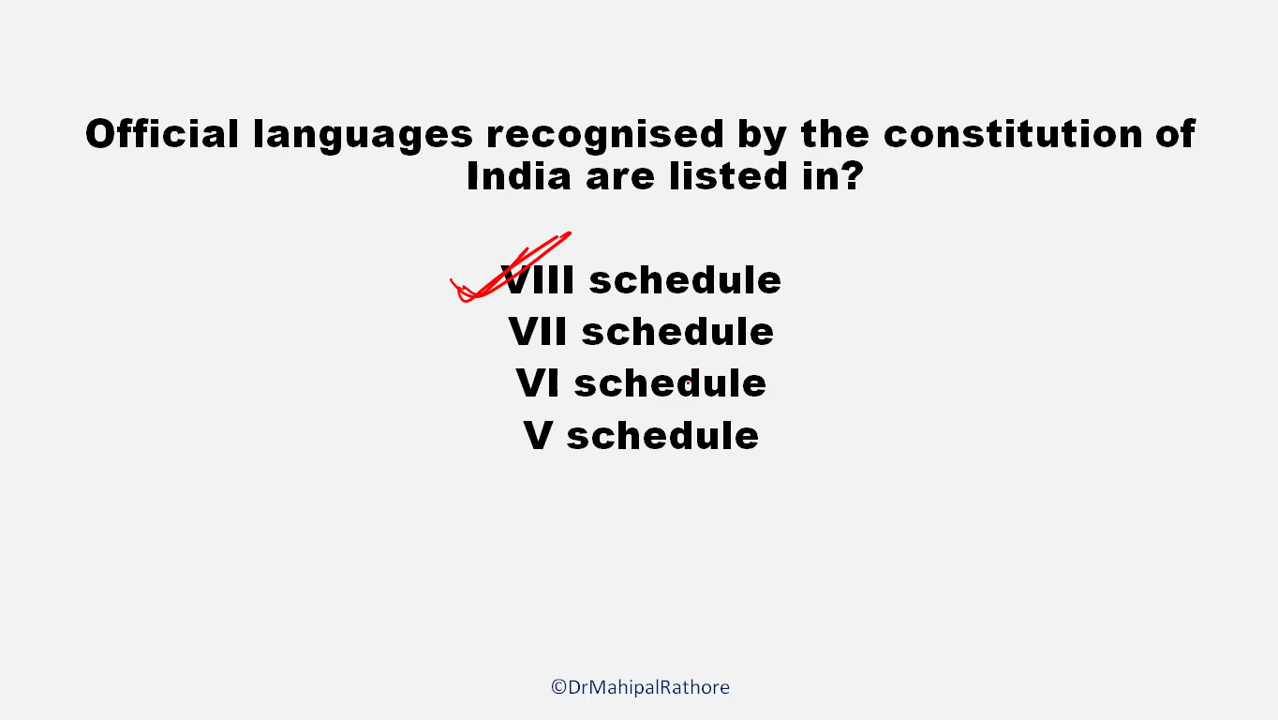 Official languages recognised by the constitution of
India are listed in?
VIII schedule
VII schedule
VI schedule
V schedule
©DrMahipalRathore